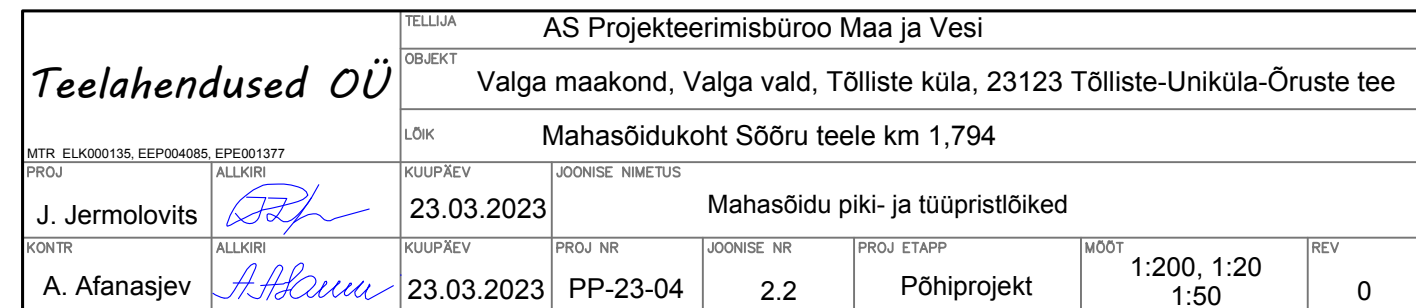 TELLIJA
AS Projekteerimisbüroo Maa ja Vesi
Teelahendused OÜ
OBJEKT
Valga maakond, Valga vald, Tõlliste küla, 23123 Tõlliste-Uniküla-Õruste tee
LÕIK
Mahasõidukoht Sõõru teele km 1,794
MTR ELK000135, EEP004085, EPE001377
PROJ ALLKIRI KUUPÄEV JOONISE NIMETUS
J. Jermolovits 23.03.2023 Mahasõidu piki- ja tüüpristlõiked
KONTR ALLKIRI KUUPÄEV PROJ NR JOONISE NR PROJ ETAPP MÕÕT REV
A. Afanasjev 23.03.2023 PP-23-04 2.2 Põhiprojekt 1:200, 1:20 0
1:50